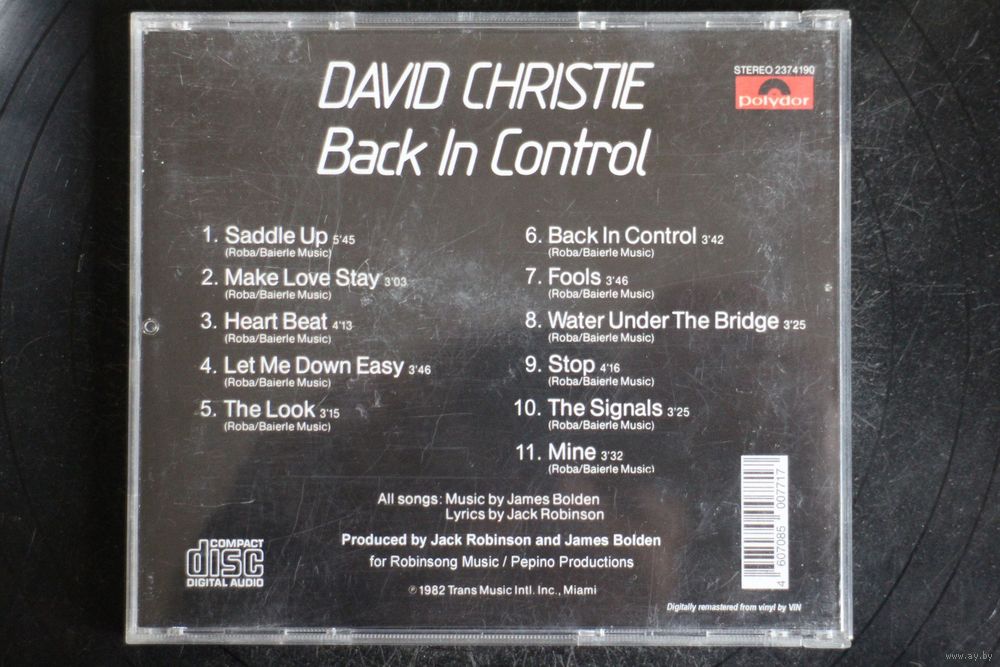 DAVID CHRISTIE
Back In Control
STEREO 2374190
polydor
1. Saddle Up 5'45
(Roba/Baierle Music)
2. Make Love Stay 3'03
(Roba/Baierle Music)
3. Heart Beat 4'13
(Roba/Baierle Music)
4. Let Me Down Easy 3'46
(Roba/Baierle Music)
5. The Look 3'15
(Roba/Baierle Music)
6. Back In Control 3'42
(Roba/Baierle Music)
7. Fools 3'46
(Roba/Baierle Music)
8. Water Under The Bridge 3'25
(Roba/Baierle Music)
9. Stop 4'16
(Roba/Baierle Music)
10. The Signals 3'25
(Roba/Baierle Music)
11. Mine 3'32
(Roba/Baierle Music)
All songs: Music by James Bolden
Lyrics by Jack Robinson
Produced by Jack Robinson and James Bolden
for Robinsong Music / Pepino Productions
℗ 1982 Trans Music Intl. Inc., Miami
COMPACT
disc
DIGITAL AUDIO
4 607085 007717
Digitally remastered from vinyl by VIN
www.ay.by